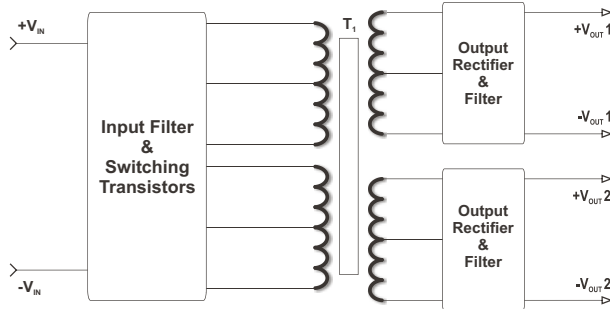 +VIN
T1
+VOUT1
Output
Rectifier
&
Filter
-VOUT1
Input Filter
&
Switching
Transistors
+VOUT2
Output
Rectifier
&
Filter
-VIN
-VOUT2